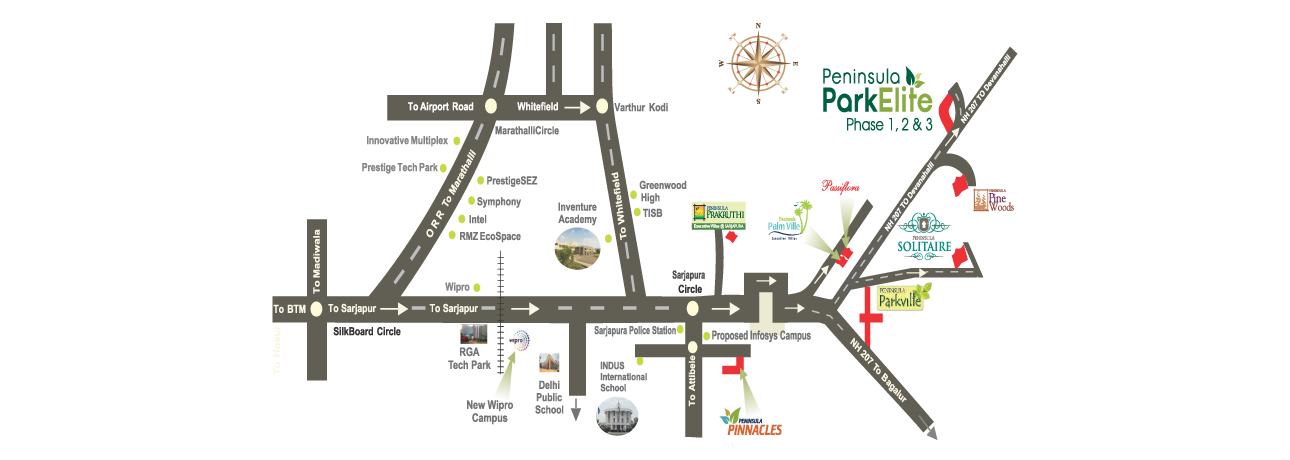 N
W
E
S
Peninsula
ParkElite
Phase 1, 2 & 3
NH 207 TO Devanahalli
To Airport Road
Whitefield
Varthur Kodi
MarathalliCircle
Innovative Multiplex
Prestige Tech Park
ORR To Marathalli
PrestigeSEZ
Symphony
Intel
RMZ EcoSpace
Greenwood
High
TISB
Inventure
Academy
To Whitefield
PENINSULA
PRAKRUTHI
Executive Villas @ SARJAPURA
Peninsula
Palm Ville
Executive Villas
Passiflora
NH 207 TO Devanahalli
PENINSULA
Pine
Woods
PENINSULA
SOLITAIRE
To Madiwala
Wipro
Sarjapura
Circle
PENINSULA
Parkville
To BTM
To Sarjapur
To Sarjapur
SilkBoard Circle
To Hosur
RGA
Tech Park
wipro
New Wipro
Campus
Delhi
Public
School
Sarjapura Police Station
Proposed Infosys Campus
INDUS
International
School
To Attibele
PENINSULA
PINNACLES
NH 207 To Bagalur